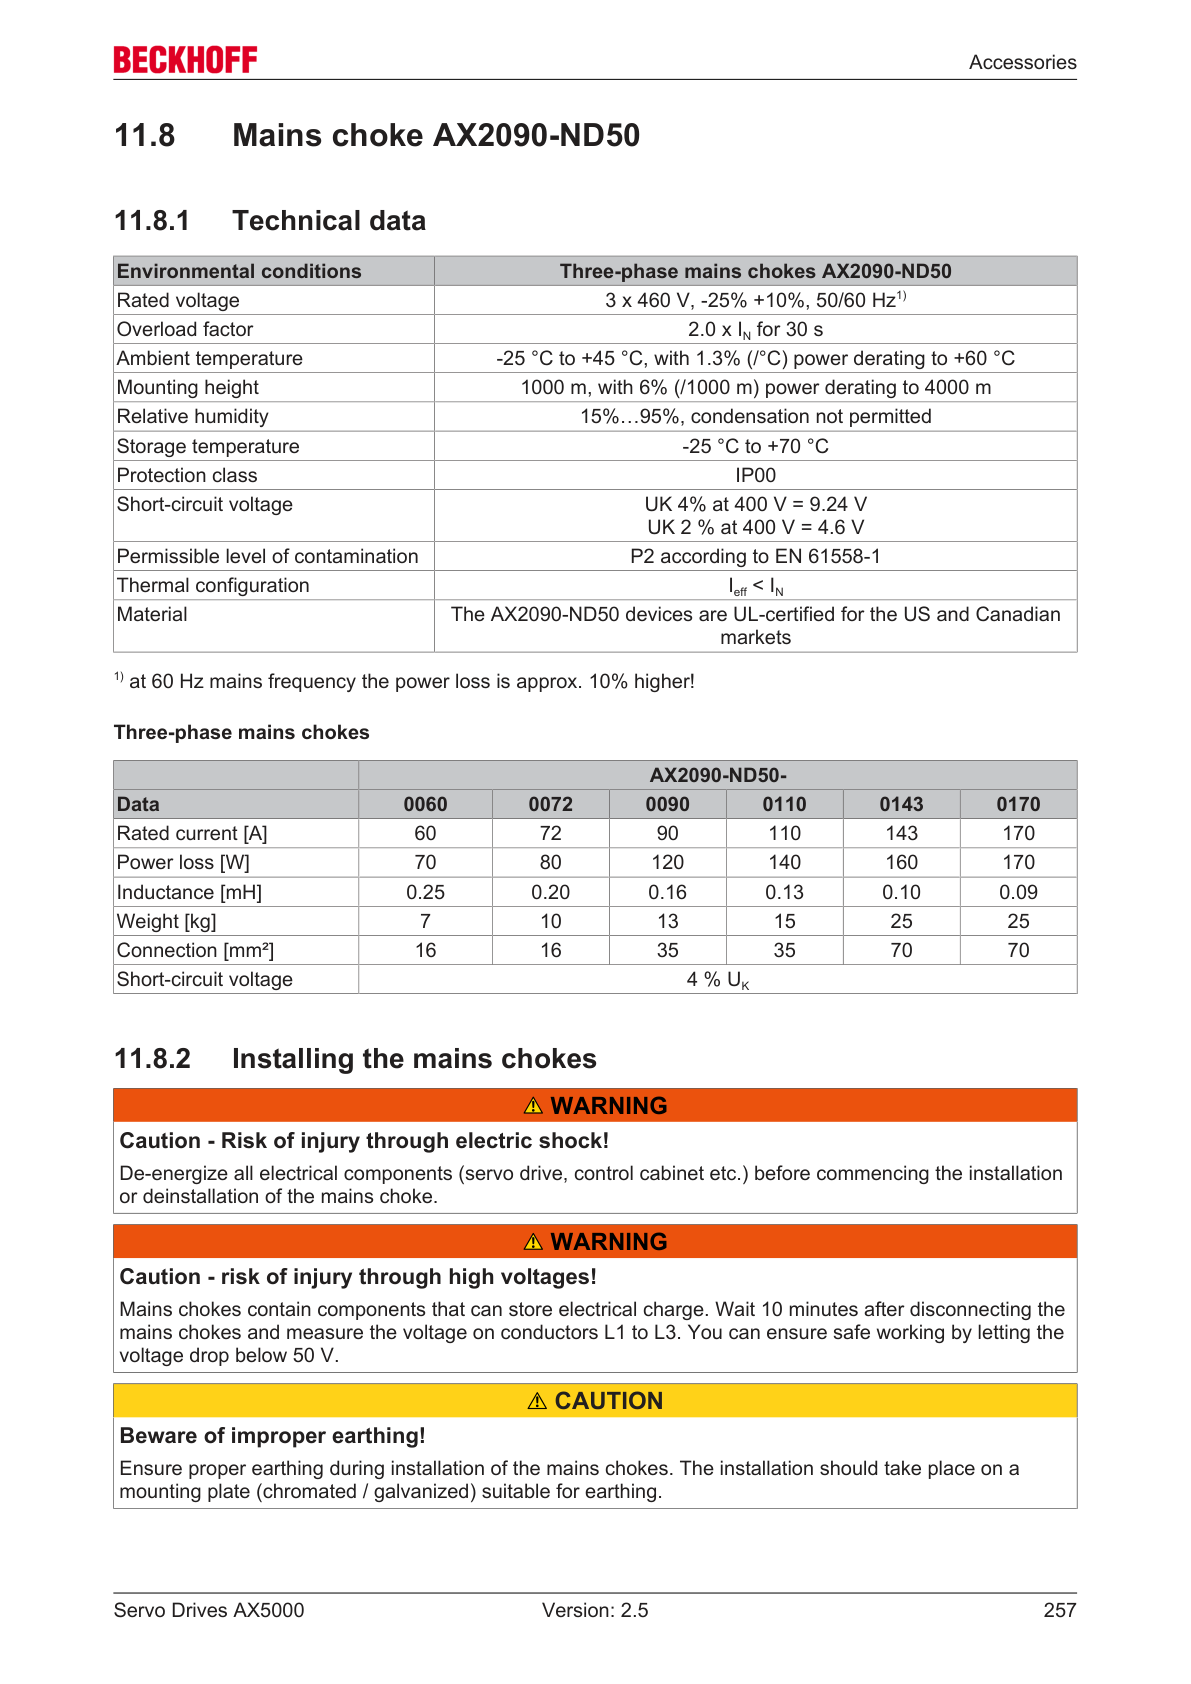 BECKHOFF
Accessories
11.8 Mains choke AX2090-ND50
11.8.1 Technical data
Environmental conditions Three-phase mains chokes AX2090-ND50
Rated voltage 3 x 460 V, -25% +10%, 50/60 Hz1)
Overload factor 2.0 x IN for 30 s
Ambient temperature -25 °C to +45 °C, with 1.3% (/°C) power derating to +60 °C
Mounting height 1000 m, with 6% (/1000 m) power derating to 4000 m
Relative humidity 15%…95%, condensation not permitted
Storage temperature -25 °C to +70 °C
Protection class IP00
Short-circuit voltage UK 4% at 400 V = 9.24 V
UK 2 % at 400 V = 4.6 V
Permissible level of contamination P2 according to EN 61558-1
Thermal configuration Ieff < IN
Material The AX2090-ND50 devices are UL-certified for the US and Canadian
markets
1) at 60 Hz mains frequency the power loss is approx. 10% higher!
Three-phase mains chokes
AX2090-ND50-
Data 0060 0072 0090 0110 0143 0170
Rated current [A] 60 72 90 110 143 170
Power loss [W] 70 80 120 140 160 170
Inductance [mH] 0.25 0.20 0.16 0.13 0.10 0.09
Weight [kg] 7 10 13 15 25 25
Connection [mm²] 16 16 35 35 70 70
Short-circuit voltage 4 % UK
11.8.2 Installing the mains chokes
⚠ WARNING
Caution - Risk of injury through electric shock!
De-energize all electrical components (servo drive, control cabinet etc.) before commencing the installation
or deinstallation of the mains choke.
⚠ WARNING
Caution - risk of injury through high voltages!
Mains chokes contain components that can store electrical charge. Wait 10 minutes after disconnecting the
mains chokes and measure the voltage on conductors L1 to L3. You can ensure safe working by letting the
voltage drop below 50 V.
⚠ CAUTION
Beware of improper earthing!
Ensure proper earthing during installation of the mains chokes. The installation should take place on a
mounting plate (chromated / galvanized) suitable for earthing.
Servo Drives AX5000 Version: 2.5 257